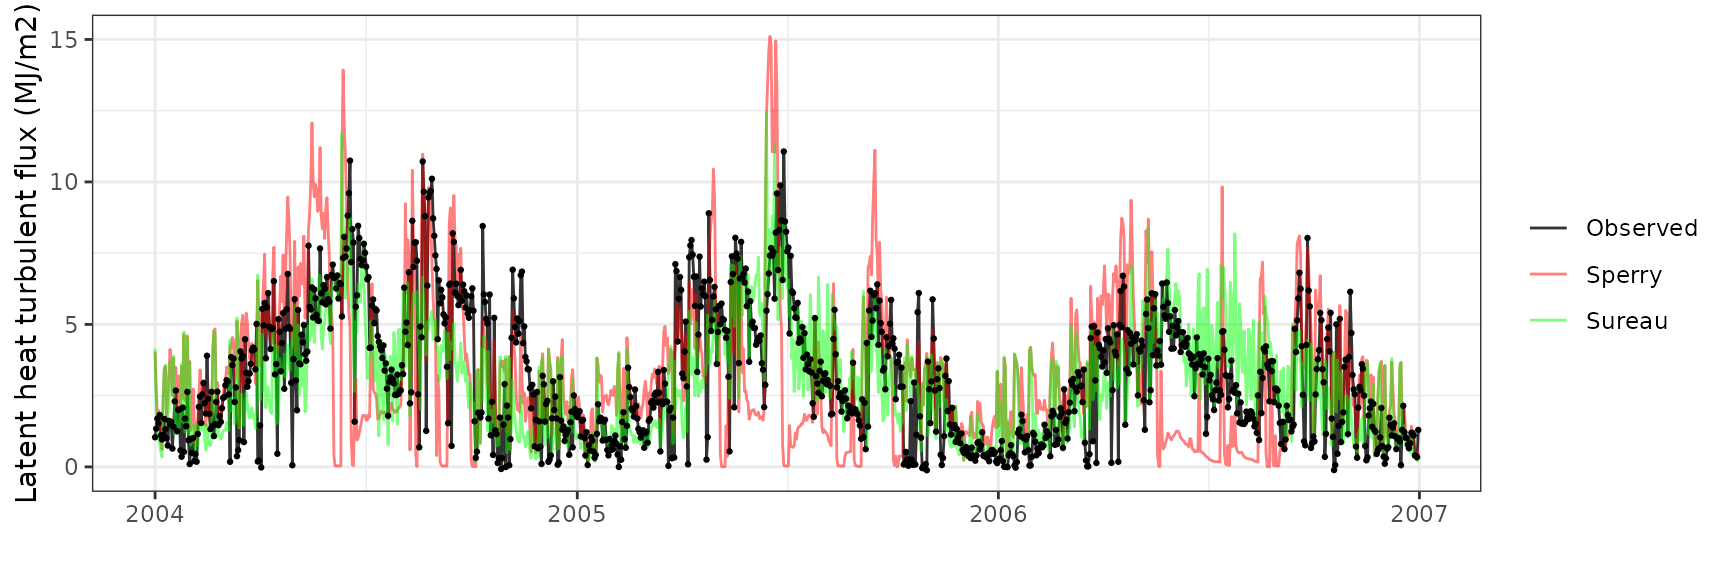 Latent heat turbulent flux (MJ/m2)
15
10
5
0
2004
2005
2006
2007
Observed
Sperry
Sureau